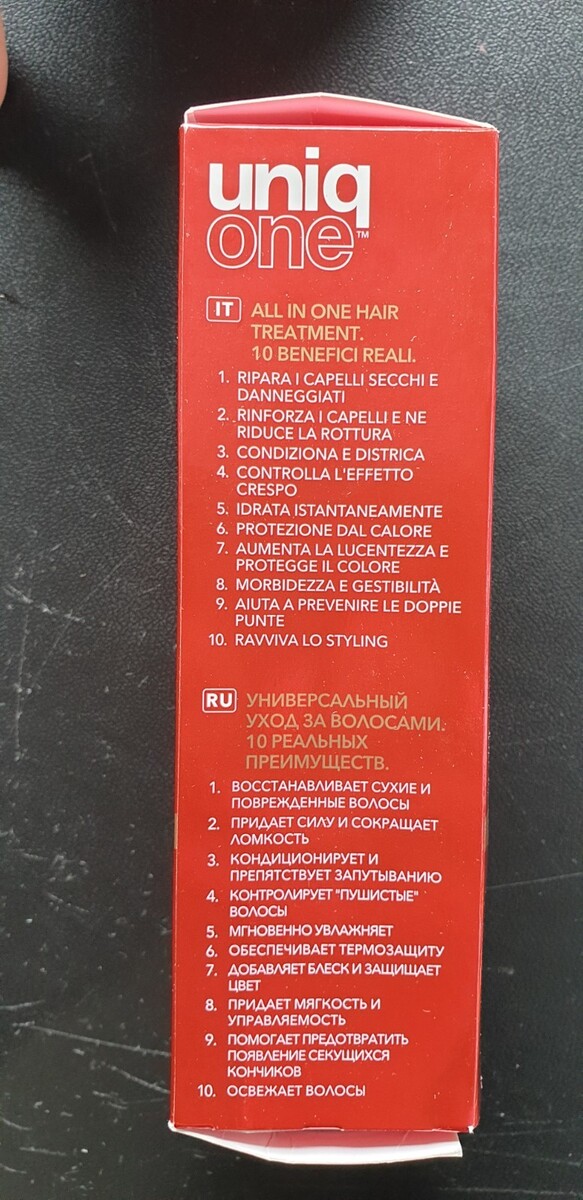 uniq
one™
IT ALL IN ONE HAIR
TREATMENT.
10 BENEFICI REALI.
1. RIPARA I CAPELLI SECCHI E
DANNEGGIATI
2. RINFORZA I CAPELLI E NE
RIDUCE LA ROTTURA
3. CONDIZIONA E DISTRICA
4. CONTROLLA L'EFFETTO
CRESPO
5. IDRATA ISTANTANEAMENTE
6. PROTEZIONE DAL CALORE
7. AUMENTA LA LUCENTEZZA E
PROTEGGE IL COLORE
8. MORBIDEZZA E GESTIBILITÀ
9. AIUTA A PREVENIRE LE DOPPIE
PUNTE
10. RAVVIVA LO STYLING
RU УНИВЕРСАЛЬНЫЙ
УХОД ЗА ВОЛОСАМИ.
10 РЕАЛЬНЫХ
ПРЕИМУЩЕСТВ.
1. ВОССТАНАВЛИВАЕТ СУХИЕ И
ПОВРЕЖДЕННЫЕ ВОЛОСЫ
2. ПРИДАЕТ СИЛУ И СОКРАЩАЕТ
ЛОМКОСТЬ
3. КОНДИЦИОНИРУЕТ И
ПРЕПЯТСТВУЕТ ЗАПУТЫВАНИЮ
4. КОНТРОЛИРУЕТ "ПУШИСТЫЕ"
ВОЛОСЫ
5. МГНОВЕННО УВЛАЖНЯЕТ
6. ОБЕСПЕЧИВАЕТ ТЕРМОЗАЩИТУ
7. ДОБАВЛЯЕТ БЛЕСК И ЗАЩИЩАЕТ
ЦВЕТ
8. ПРИДАЕТ МЯГКОСТЬ И
УПРАВЛЯЕМОСТЬ
9. ПОМОГАЕТ ПРЕДОТВРАТИТЬ
ПОЯВЛЕНИЕ СЕКУЩИХСЯ
КОНЧИКОВ
10. ОСВЕЖАЕТ ВОЛОСЫ